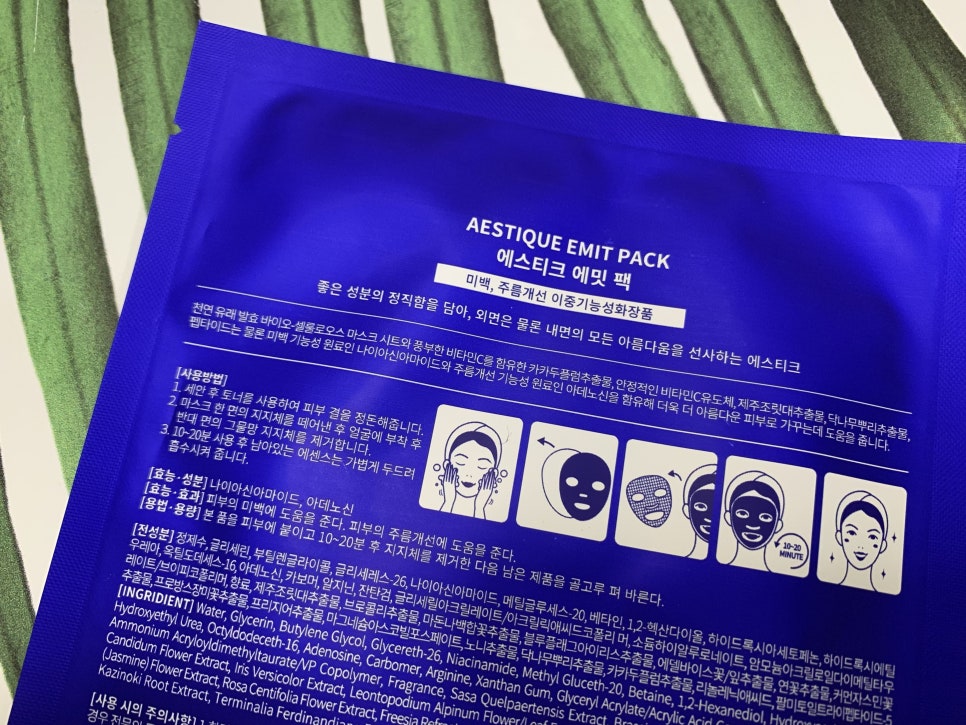 AESTIQUE EMIT PACK
에스티크 에밋 팩
미백, 주름개선 이중기능성화장품
좋은 성분의 정직함을 담아, 외면은 물론 내면의 모든 아름다움을 선사하는 에스티크
천연 유래 발효 바이오-셀룰로오스 마스크 시트와 풍부한 비타민C를 함유한 카카두플럼추출물, 안정적인 비타민C유도체, 제주조릿대추출물, 닥나무뿌리추출물,
펩타이드는 물론 미백 기능성 원료인 나이아신아마이드와 주름개선 기능성 원료인 아데노신을 함유해 더욱 더 아름다운 피부로 가꾸는데 도움을 줍니다.
[사용방법]
1. 세안 후 토너를 사용하여 피부 결을 정돈해줍니다.
2. 마스크 한 면의 지지체를 떼어낸 후 얼굴에 부착 후
반대 면의 그물망 지지체를 제거합니다.
3. 10-20분 사용 후 남아있는 에센스는 가볍게 두드려
흡수시켜 줍니다.
10-20
MINUTE
[효능·성분] 나이아신아마이드, 아데노신
[효능·효과] 피부의 미백에 도움을 준다. 피부의 주름개선에 도움을 준다.
[용법·용량] 본 품을 피부에 붙이고 10~20분 후 지지체를 제거한 다음 남은 제품을 골고루 펴 바른다.
[전성분] 정제수, 글리세린, 부틸렌글라이콜, 글리세레스-26, 나이아신아마이드, 메틸글루세스-20, 베타인, 1,2-헥산다이올, 하이드록시아세토페논, 하이드록시에틸
우레아, 옥틸도데세스-16, 아데노신, 카보머, 알지닌, 잔탄검, 글리세릴아크릴레이트/아크릴릭애씨드코폴리머, 소듐하이알루로네이트, 암모늄아크릴로일다이메틸타우
레이트/브이피코폴리머, 향료, 제주조릿대추출물, 브로콜리추출물, 마돈나백합꽃추출물, 블루플래그아이리스추출물, 에델바이스꽃/잎추출물, 연꽃추출물, 커먼자스민꽃
추출물, 프로방스장미꽃추출물, 프리지어추출물, 마그네슘아스코빌포스페이트, 노니추출물, 닥나무뿌리추출물, 카카두플럼추출물, 리놀레닉애씨드, 팔미토일트라이펩타이드
[INGRIDIENT] Water, Glycerin, Butylene Glycol, Glycereth-26, Niacinamide, Methyl Gluceth-20, Betaine, 1,2-Hexanediol,
Hydroxyethyl Urea, Octyldodeceth-16, Adenosine, Carbomer, Arginine, Xanthan Gum, Glyceryl Acrylate/Acrylic Acid
Ammonium Acryloyldimethyltaurate/VP Copolymer, Fragrance, Sasa Quelpaertensis Extract,
Candidum Flower Extract, Iris Versicolor Extract, Leontopodium Alpinum Flower/Leaf
(Jasmine) Flower Extract, Rosa Centifolia Flower Extract, Freesia
Kazinoki Root Extract, Terminalia Ferdinandiana
[사용 시의 주의사항]